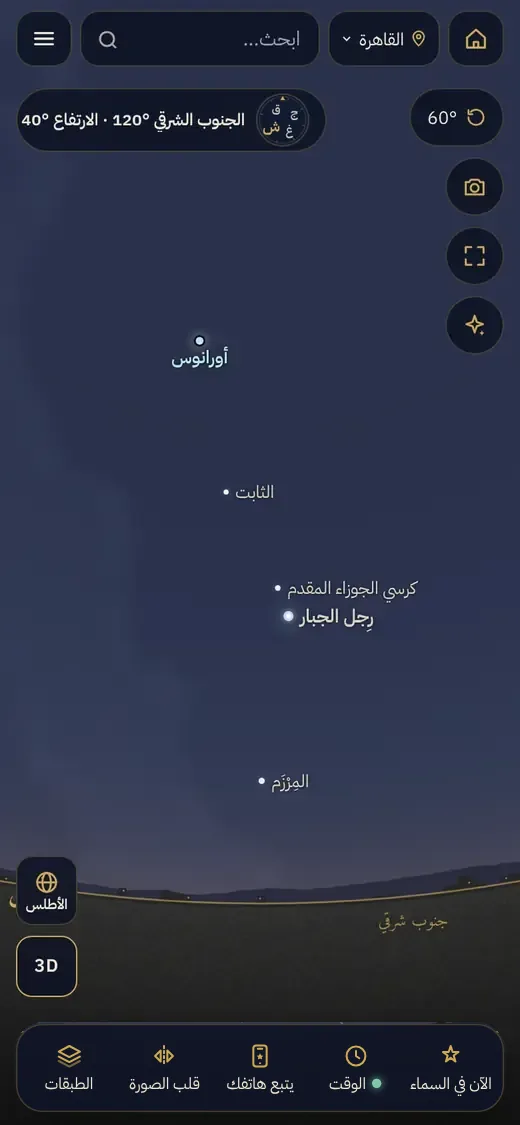 القاهرة
ابحث...
60°
الجنوب الشرقي 120° · الارتفاع 40°
ق
ج
ش
غ
أورانوس
الثابت
كرسي الجوزاء المقدم
رِجل الجبار
المِرْزَم
الأطلس
جنوب شرقي
3D
الآن في السماء
الوقت
يتبع هاتفك
قلب الصورة
الطبقات